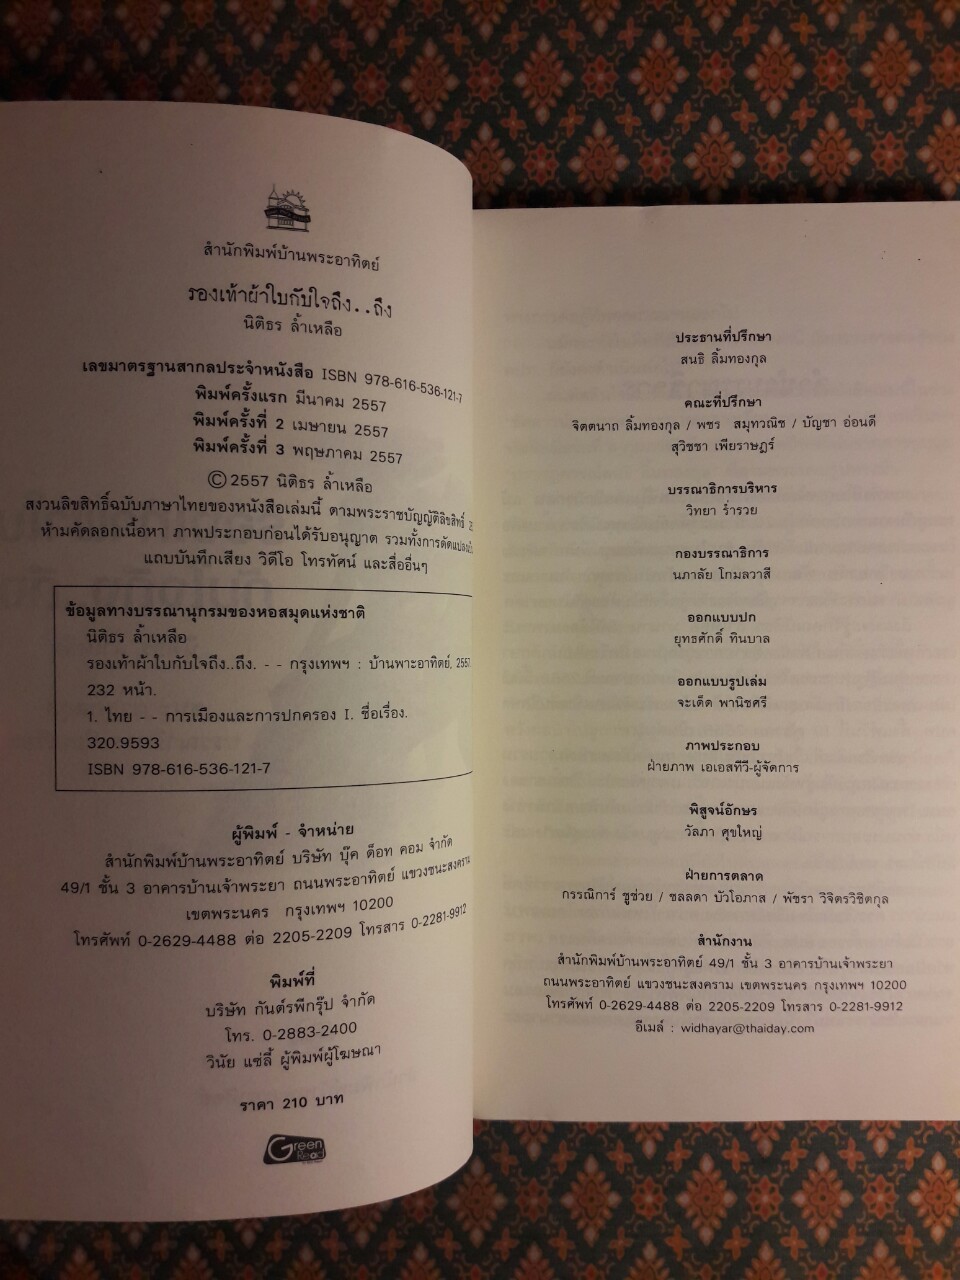 สำนักพิมพ์บ้านพระอาทิตย์
รองเท้าผ้าใบกับใจถึง..ถึง
นิติธร ล้ำเหลือ
เลขมาตรฐานสากลประจำหนังสือ ISBN 978-616-536-121-7
พิมพ์ครั้งแรก มีนาคม 2557
พิมพ์ครั้งที่ 2 เมษายน 2557
พิมพ์ครั้งที่ 3 พฤษภาคม 2557
©2557 นิติธร ล้ำเหลือ
สงวนลิขสิทธิ์ฉบับภาษาไทยของหนังสือเล่มนี้ ตามพระราชบัญญัติลิขสิทธิ์
ห้ามคัดลอกเนื้อหา ภาพประกอบก่อนได้รับอนุญาต รวมทั้งการดัดแปลง
แถบบันทึกเสียง วิดีโอ โทรทัศน์ และสื่ออื่นๆ
ข้อมูลทางบรรณานุกรมของหอสมุดแห่งชาติ
นิติธร ล้ำเหลือ
รองเท้าผ้าใบกับใจถึง..ถึง. - - กรุงเทพฯ : บ้านพาะอาทิตย์, 2557
232 หน้า.
1. ไทย - - การเมืองและการปกครอง I. ชื่อเรื่อง.
320.9593
ISBN 978-616-536-121-7
ผู้พิมพ์ - จำหน่าย
สำนักพิมพ์บ้านพระอาทิตย์ บริษัท บุ๊ค ด็อท คอม จำกัด
49/1 ชั้น 3 อาคารบ้านเจ้าพระยา ถนนพระอาทิตย์ แขวงชนะสงคราม
เขตพระนคร กรุงเทพฯ 10200
โทรศัพท์ 0-2629-4488 ต่อ 2205-2209 โทรสาร 0-2281-9912
พิมพ์ที่
บริษัท กันต์รพีกรุ๊ป จำกัด
โทร. 0-2883-2400
วินัย แซ่ลี้ ผู้พิมพ์ผู้โฆษณา
ราคา 210 บาท
Green
Read
ประธานที่ปรึกษา
สนธิ ลิ้มทองกุล
คณะที่ปรึกษา
จิตตนาถ ลิ้มทองกุล / พชร สมุทวณิช / บัญชา อ่อนดี
สุวิชชา เพียราษฎร์
บรรณาธิการบริหาร
วิทยา ร่ำรวย
กองบรรณาธิการ
นภาลัย โกมลวาสี
ออกแบบปก
ยุทธศักดิ์ ทินบาล
ออกแบบรูปเล่ม
จะเด็ด พานิชศรี
ภาพประกอบ
ฝ่ายภาพ เอเอสทีวี-ผู้จัดการ
พิสูจน์อักษร
วัลภา ศุขใหญ่
ฝ่ายการตลาด
กรรณิการ์ ชูช่วย / ชลลดา บัวโอภาส / พัชรา วิจิตรวิชิตกุล
สำนักงาน
สำนักพิมพ์บ้านพระอาทิตย์ 49/1 ชั้น 3 อาคารบ้านเจ้าพระยา
ถนนพระอาทิตย์ แขวงชนะสงคราม เขตพระนคร กรุงเทพฯ 10200
โทรศัพท์ 0-2629-4488 ต่อ 2205-2209 โทรสาร 0-2281-9912
อีเมล์ : widhayar@thaiday.com